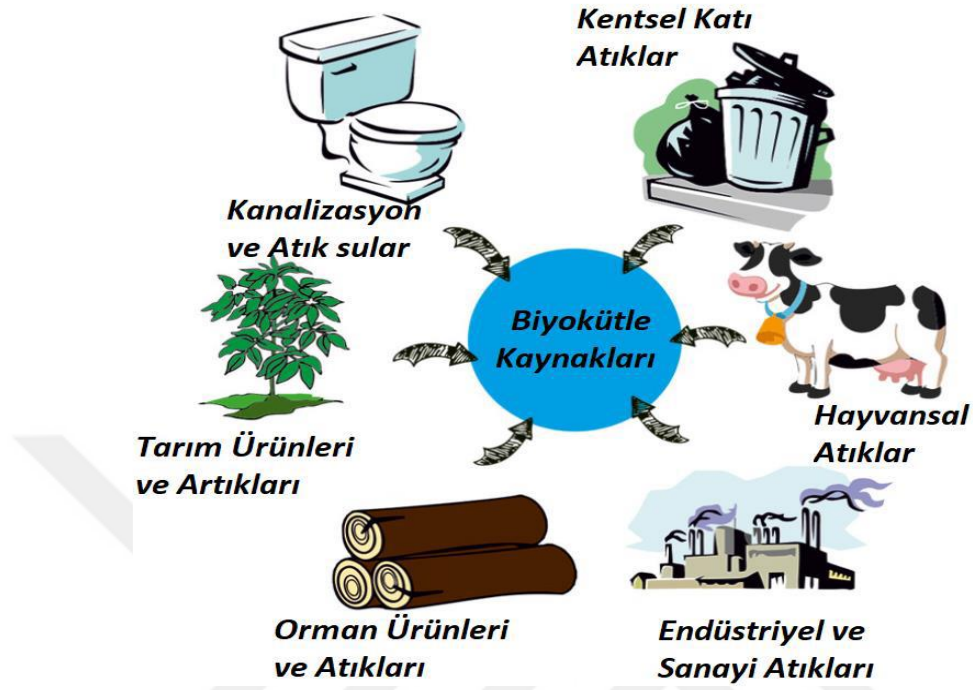 Kentsel Katı
Atıklar
Kanalizasyon
ve Atık sular
Biyokütle
Kaynakları
Hayvansal
Atıklar
Tarım Ürünleri
ve Artıkları
Orman Ürünleri
ve Atıkları
Endüstriyel ve
Sanayi Atıkları